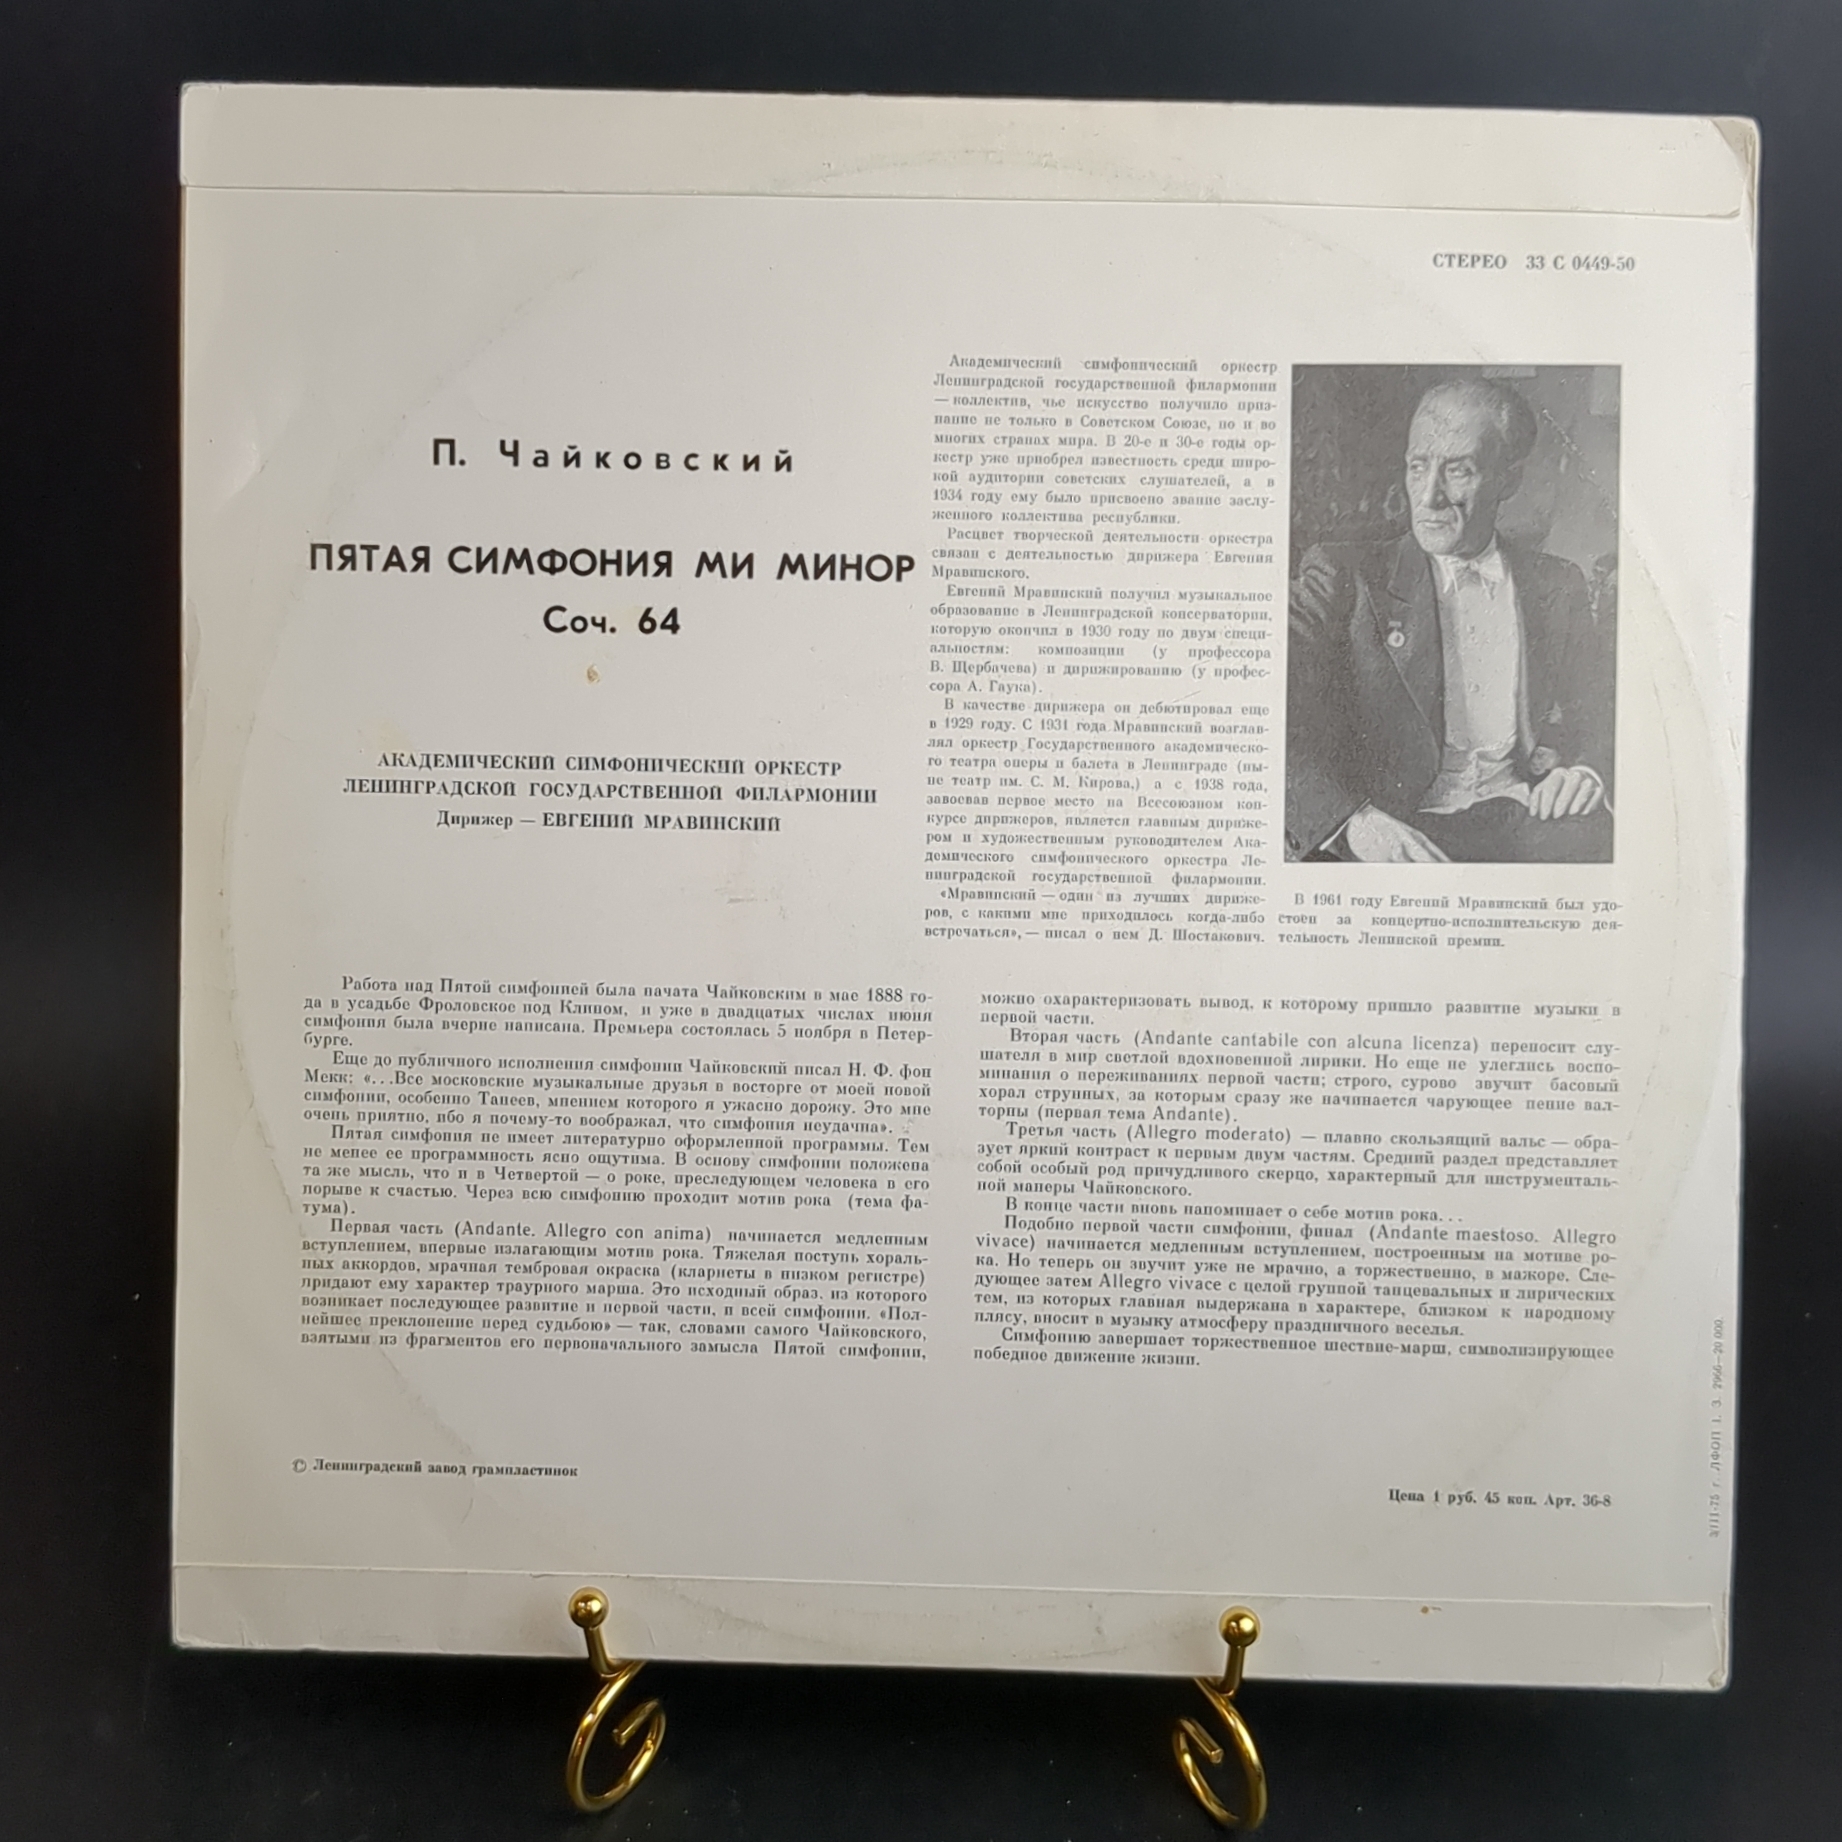 СТЕРЕО 33 С 0449-50
П. Чайковский
ПЯТАЯ СИМФОНИЯ МИ МИНОР
Соч. 64
АКАДЕМИЧЕСКИЙ СИМФОНИЧЕСКИЙ ОРКЕСТР
ЛЕНИНГРАДСКОЙ ГОСУДАРСТВЕННОЙ ФИЛАРМОНИИ
Дирижер — ЕВГЕНИЙ МРАВИНСКИЙ
Академический симфонический оркестр
Ленинградской государственной филармонии
— коллектив, чье искусство получило приз-
нание не только в Советском Союзе, но и во
многих странах мира. В 20-е и 30-е годы ор-
кестр уже приобрел известность среди широ-
кой аудитории советских слушателей, а в
1934 году ему было присвоено звание заслу-
женного коллектива республики.
Расцвет творческой деятельности оркестра
связан с деятельностью дирижера Евгения
Мравинского.
Евгений Мравинский получил музыкальное
образование в Ленинградской консерватории,
которую окончил в 1930 году по двум специ-
альностям: композиции (у профессора
В. Щербачева) и дирижированию (у профес-
сора А. Гаука).
В качестве дирижера он дебютировал еще
в 1929 году. С 1931 года Мравинский возглав-
лял оркестр Государственного академическо-
го театра оперы и балета в Ленинграде (ны-
не театр им. С. М. Кирова,) а с 1938 года,
завоевав первое место на Всесоюзном кон-
курсе дирижеров, является главным дириже-
ром и художественным руководителем Ака-
демического симфонического оркестра Ле-
нинградской государственной филармонии.
«Мравинский — один из лучших дириже-
ров, с какими мне приходилось когда-либо
встречаться», — писал о нем Д. Шостакович.
В 1961 году Евгений Мравинский был удо-
стоен за концертно-исполнительскую дея-
тельность Ленинской премии.
Работа над Пятой симфонией была начата Чайковским в мае 1888 го-
да в усадьбе Фроловское под Клином, и уже в двадцатых числах июня
симфония была вчерне написана. Премьера состоялась 5 ноября в Петер-
бурге.
Еще до публичного исполнения симфонии Чайковский писал Н. Ф. фон
Мекк: «...Все московские музыкальные друзья в восторге от моей новой
симфонии, особенно Танеев, мнением которого я ужасно дорожу. Это мне
очень приятно, ибо я почему-то воображал, что симфония неудачна».
Пятая симфония не имеет литературно оформленной программы. Тем
не менее ее программность ясно ощутима. В основу симфонии положена
та же мысль, что и в Четвертой — о роке, преследующем человека в его
порыве к счастью. Через всю симфонию проходит мотив рока (тема фа-
тума).
Первая часть (Andante. Allegro con anima) начинается медленным
вступлением, впервые излагающим мотив рока. Тяжелая поступь хораль-
ных аккордов, мрачная тембровая окраска (кларнеты в низком регистре)
придают ему характер траурного марша. Это исходный образ, из которого
возникает последующее развитие и первой части, и всей симфонии. «Пол-
нейшее преклонение перед судьбою» — так, словами самого Чайковского,
взятыми из фрагментов его первоначального замысла Пятой симфонии,
можно охарактеризовать вывод, к которому пришло развитие музыки в
первой части.
Вторая часть (Andante cantabile con alcuna licenza) переносит слу-
шателя в мир светлой вдохновенной лирики. Но еще не улеглись воспо-
минания о переживаниях первой части; строго, сурово звучит басовый
хорал струнных, за которым сразу же начинается чарующее пение вал-
торны (первая тема Andante).
Третья часть (Allegro moderato) — плавно скользящий вальс — обра-
зует яркий контраст к первым двум частям. Средний раздел представляет
собой особый род причудливого скерцо, характерный для инструменталь-
ной манеры Чайковского.
В конце части вновь напоминает о себе мотив рока...
Подобно первой части симфонии, финал (Andante maestoso. Allegro
vivace) начинается медленным вступлением, построенным на мотиве ро-
ка. Но теперь он звучит уже не мрачно, а торжественно, в мажоре. Сле-
дующее затем Allegro vivace с целой группой танцевальных и лирических
тем, из которых главная выдержана в характере, близком к народному
плясу, вносит в музыку атмосферу праздничного веселья.
Симфонию завершает торжественное шествие-марш, символизирующее
победное движение жизни.
© Ленинградский завод грампластинок
Цена 1 руб. 45 коп. Арт. 36-8
г. ЛФОП 1. З. 2966—20 000.